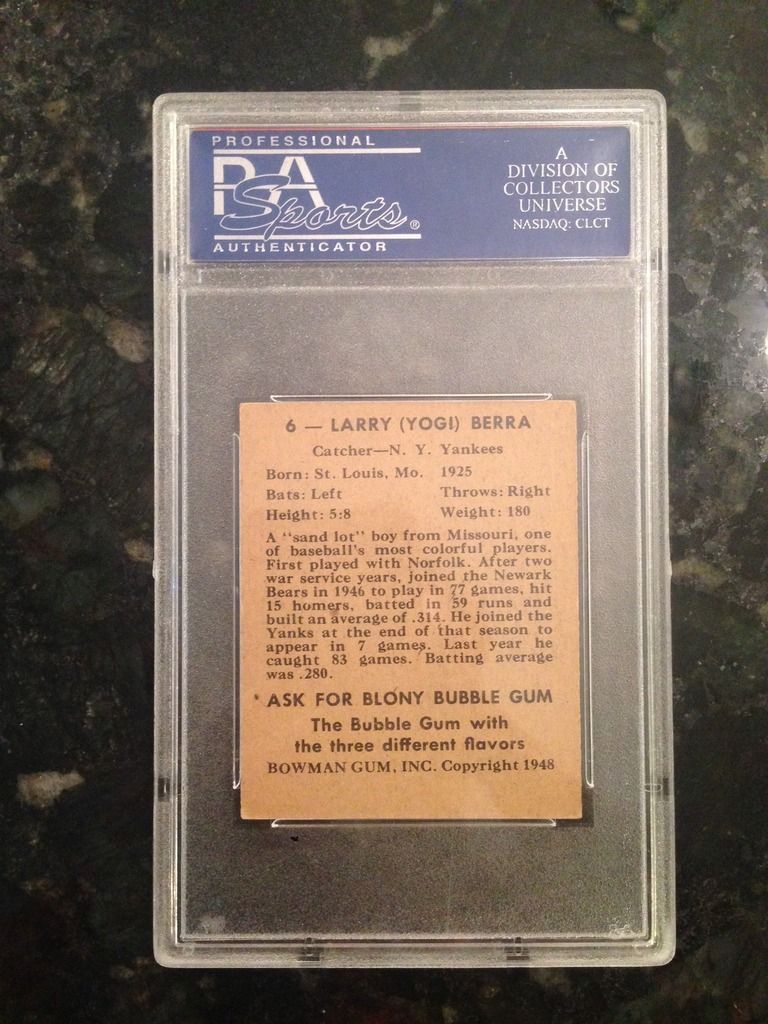 PROFESSIONAL
PSA
Sports®
AUTHENTICATOR
A
DIVISION OF
COLLECTORS
UNIVERSE
NASDAQ: CLCT
6 — LARRY (YOGI) BERRA
Catcher—N. Y. Yankees
Born: St. Louis, Mo. 1925
Bats: Left Throws: Right
Height: 5:8 Weight: 180
A "sand lot" boy from Missouri, one
of baseball's most colorful players.
First played with Norfolk. After two
war service years, joined the Newark
Bears in 1946 to play in 77 games, hit
15 homers, batted in 59 runs and
built an average of .314. He joined the
Yanks at the end of that season to
appear in 7 games. Last year he
caught 83 games. Batting average
was .280.
ASK FOR BLONY BUBBLE GUM
The Bubble Gum with
the three different flavors
BOWMAN GUM, INC. Copyright 1948